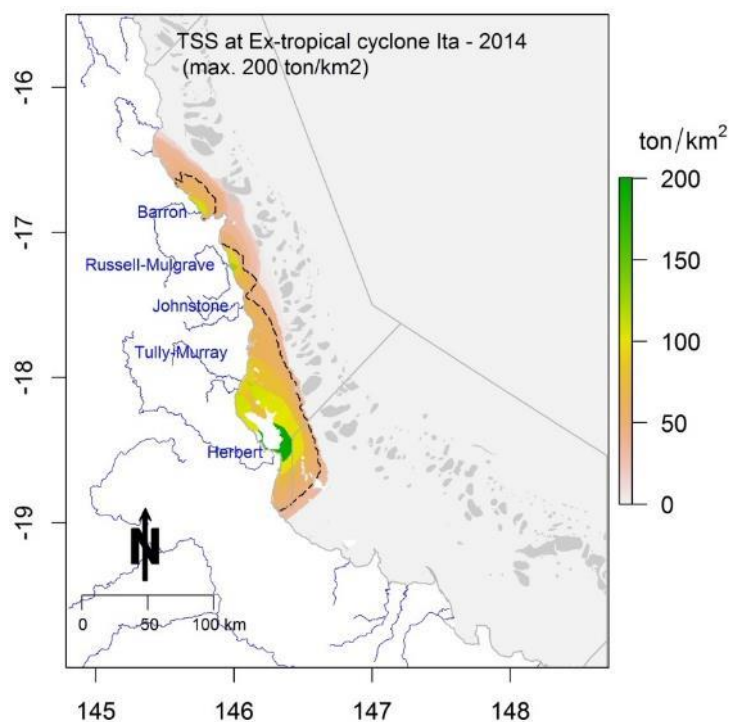 TSS at Ex-tropical cyclone Ita - 2014
(max. 200 ton/km2)
-16
-17
-18
-19
Barron
Russell-Mulgrave
Johnstone
Tully-Murray
Herbert
N
0 50 100 km
145 146 147 148
ton/km²
200
150
100
50
0